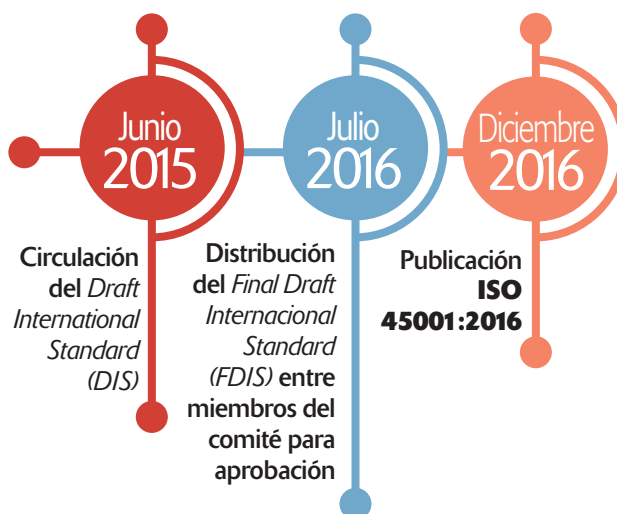 Junio
2015
Circulación
del Draft
International
Standard
(DIS)
Julio
2016
Distribución
del Final Draft
Internacional
Standard
(FDIS) entre
miembros del
comité para
aprobación
Diciembre
2016
Publicación
ISO
45001:2016